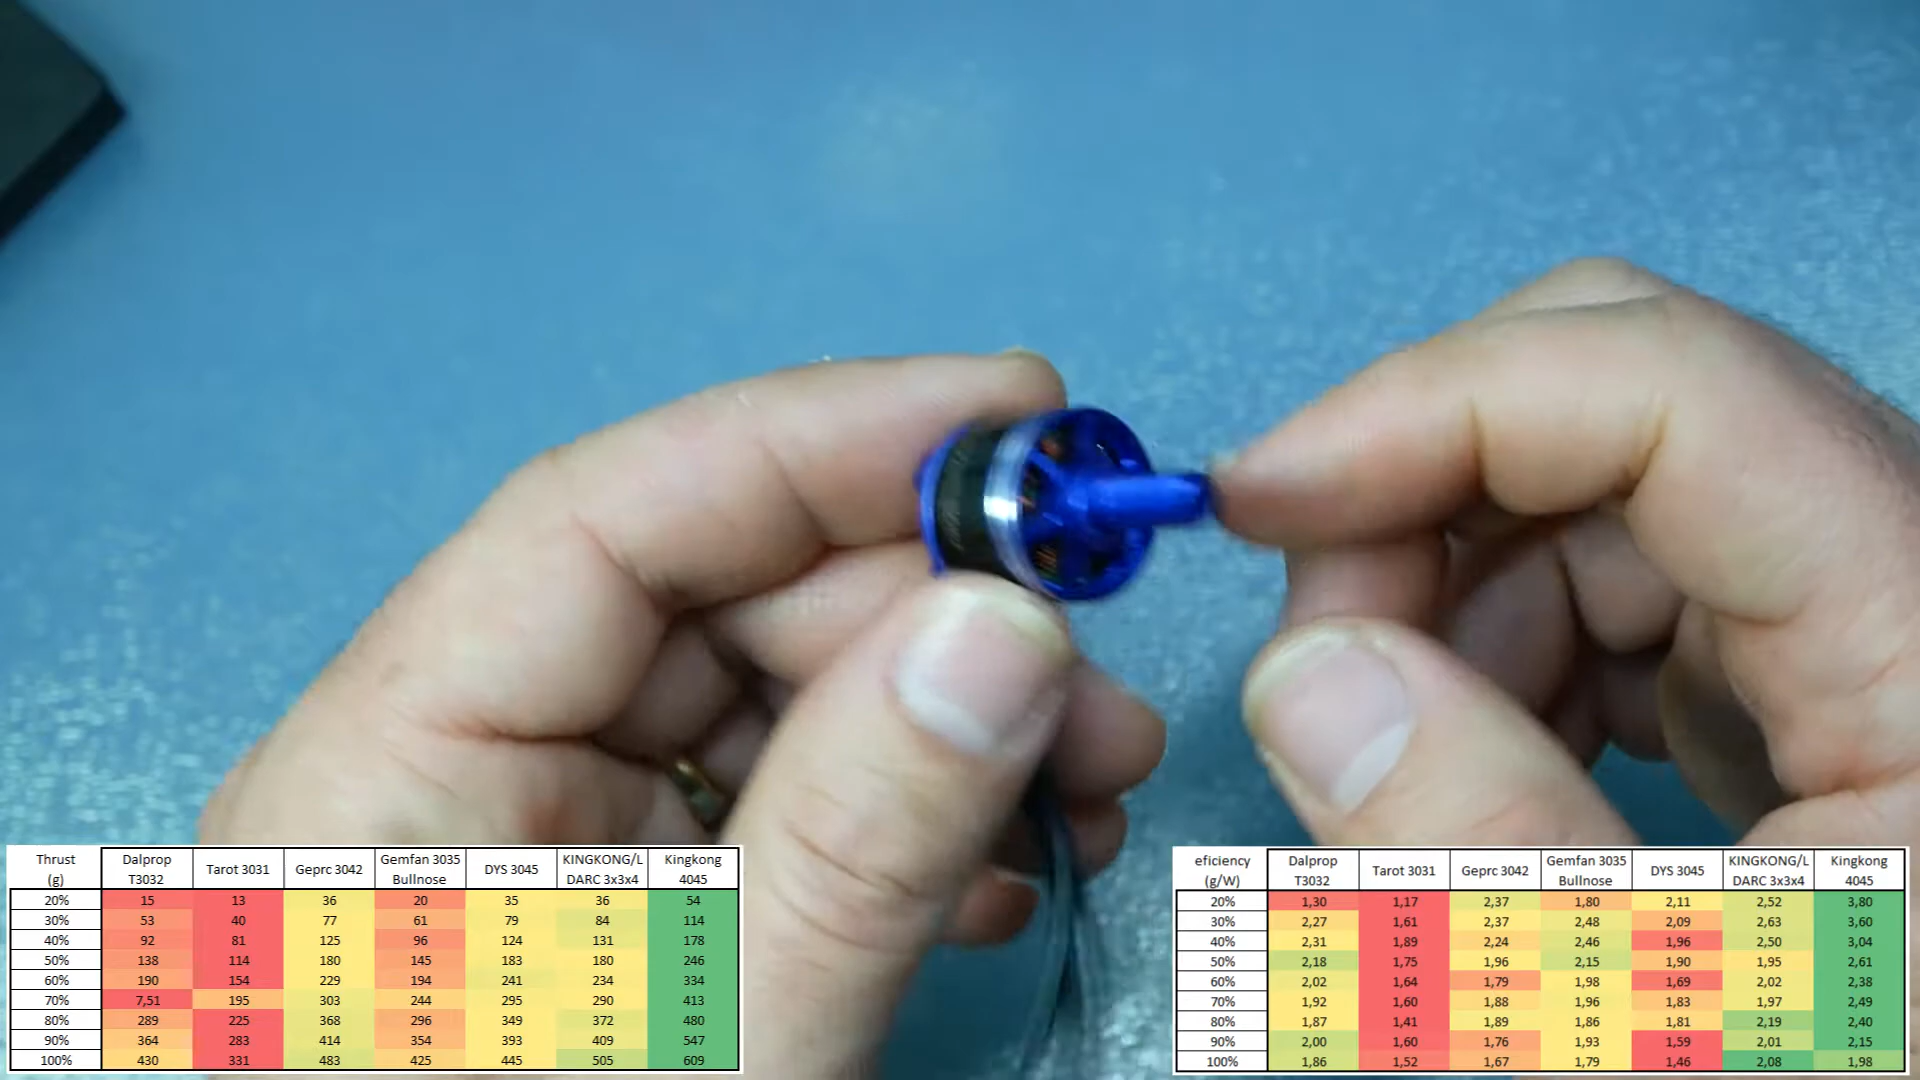 Thrust (g) Dalprop T3032 Tarot 3031 Geprc 3042 Gemfan 3035 Bullnose DYS 3045 KINGKONG/L DARC 3x3x4 Kingkong 4045
20% 15 13 36 20 35 36 54
30% 53 40 77 61 79 84 114
40% 92 81 125 96 124 131 178
50% 138 114 180 145 183 180 246
60% 190 154 229 194 241 234 334
70% 7,51 195 303 244 295 290 413
80% 289 225 368 296 349 372 480
90% 364 283 414 354 393 409 547
100% 430 331 483 425 445 505 609
eficiency (g/W) Dalprop T3032 Tarot 3031 Geprc 3042 Gemfan 3035 Bullnose DYS 3045 KINGKONG/L DARC 3x3x4 Kingkong 4045
20% 1,30 1,17 2,37 1,80 2,11 2,52 3,80
30% 2,27 1,61 2,37 2,48 2,09 2,63 3,60
40% 2,31 1,89 2,24 2,46 1,96 2,50 3,04
50% 2,18 1,75 1,96 2,15 1,90 1,95 2,61
60% 2,02 1,64 1,79 1,98 1,69 2,02 2,38
70% 1,92 1,60 1,88 1,96 1,83 1,97 2,49
80% 1,87 1,41 1,89 1,86 1,81 2,19 2,40
90% 2,00 1,60 1,76 1,93 1,59 2,01 2,15
100% 1,86 1,52 1,67 1,79 1,46 2,08 1,98